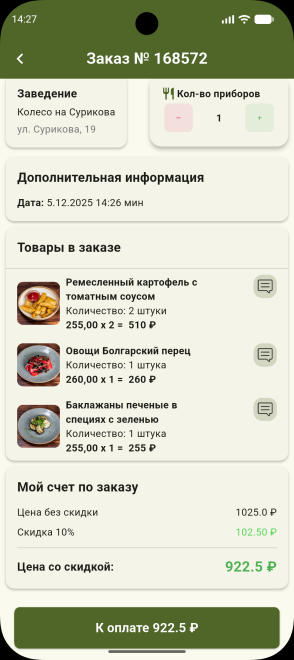 14:27
Заказ № 168572
Заведение
Колесо на Сурикова
ул. Сурикова, 19
Кол-во приборов
− 1 +
Дополнительная информация
Дата: 5.12.2025 14:26 мин
Товары в заказе
Ремесленный картофель с
томатным соусом
Количество: 2 штуки
255,00 x 2 = 510 ₽
Овощи Болгарский перец
Количество: 1 штука
260,00 x 1 = 260 ₽
Баклажаны печеные в
специях с зеленью
Количество: 1 штука
255,00 x 1 = 255 ₽
Мой счет по заказу
Цена без скидки 1025.0 ₽
Скидка 10% 102.50 ₽
Цена со скидкой: 922.5 ₽
К оплате 922.5 ₽